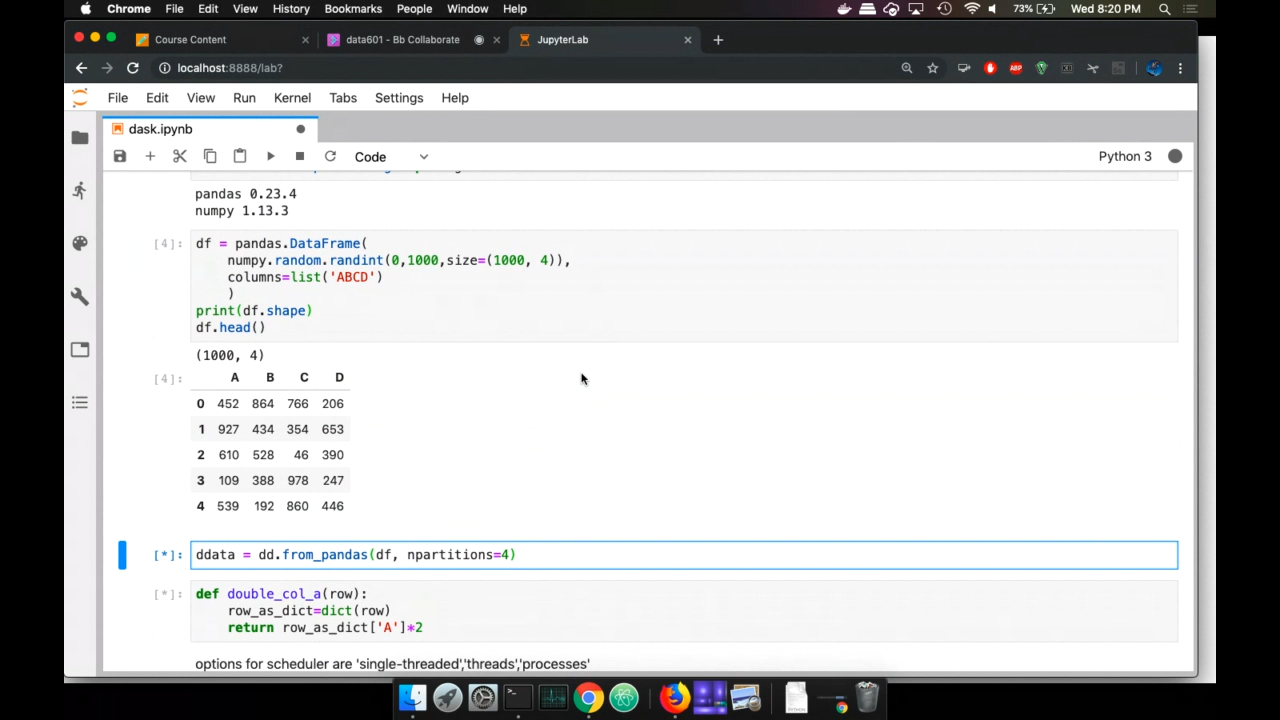 Chrome File Edit View History Bookmarks People Window Help 73% Wed 8:20 PM
Course Content data601 - Bb Collaborate JupyterLab
localhost:8888/lab?
ABP
File Edit View Run Kernel Tabs Settings Help
dask.ipynb
Code Python 3
pandas 0.23.4
numpy 1.13.3
[4]: df = pandas.DataFrame(
numpy.random.randint(0,1000,size=(1000, 4)),
columns=list('ABCD')
)
print(df.shape)
df.head()
(1000, 4)
[4]: A B C D
0 452 864 766 206
1 927 434 354 653
2 610 528 46 390
3 109 388 978 247
4 539 192 860 446
[*]: ddata = dd.from_pandas(df, npartitions=4)
[*]: def double_col_a(row):
row_as_dict=dict(row)
return row_as_dict['A']*2
options for scheduler are 'single-threaded','threads','processes'